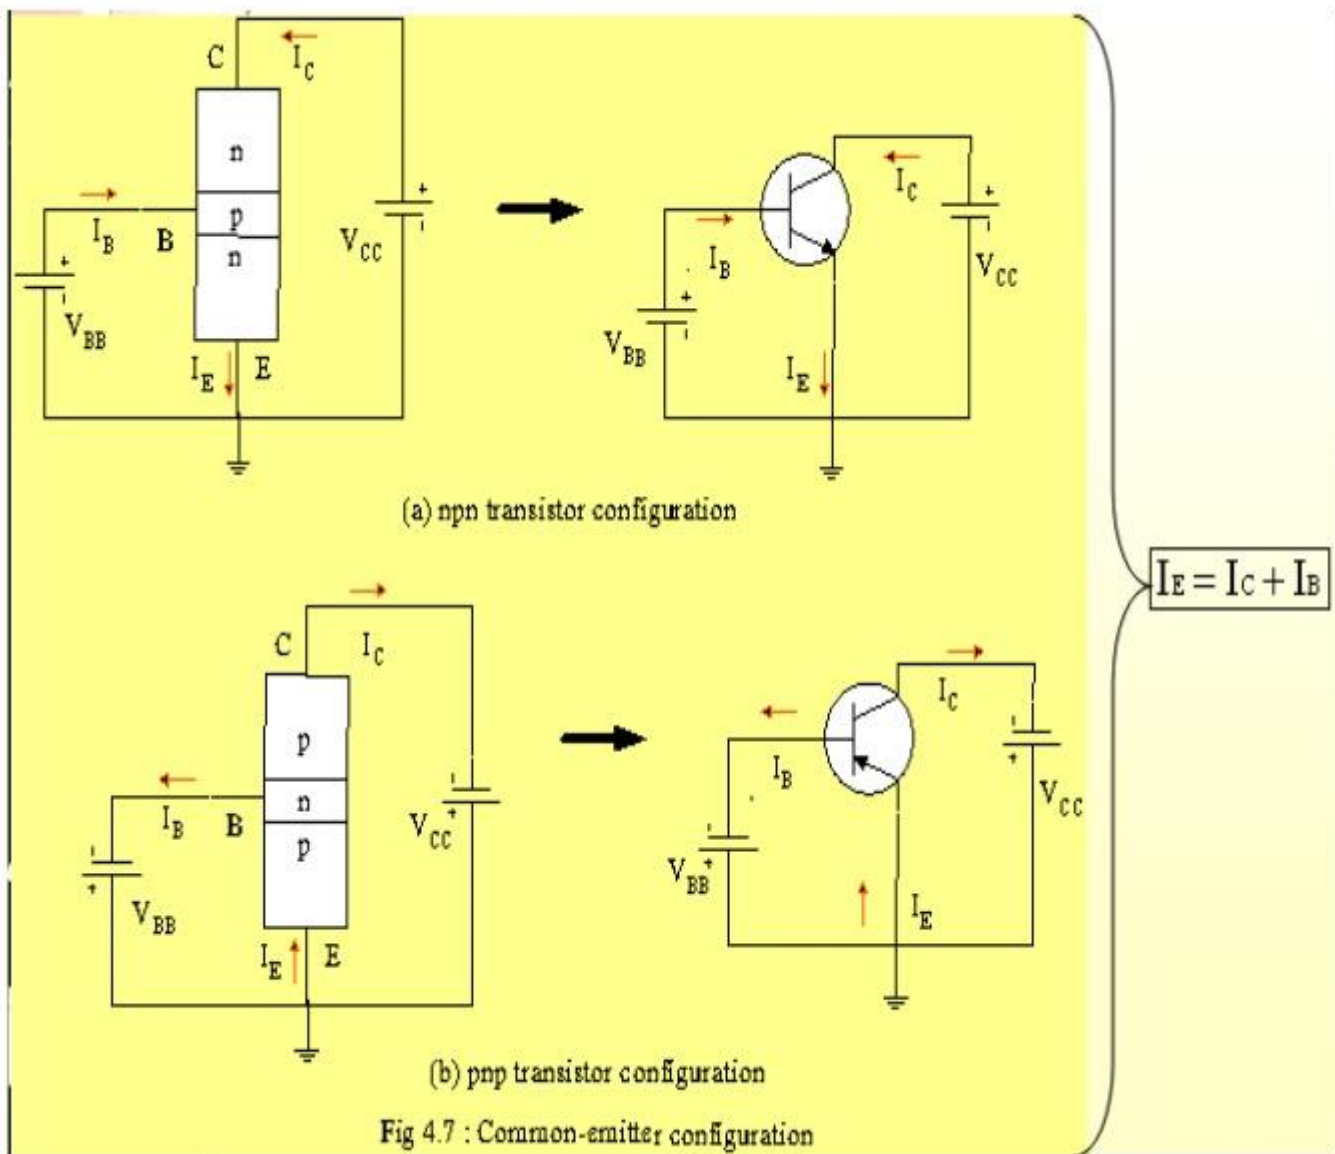 C
I_C
n
p
n
I_B
B
V_BB
V_CC
I_E
E
+
-
+
-
I_C
I_B
V_CC
V_BB
I_E
+
-
+
-
(a) npn transistor configuration
I_E = I_C + I_B
C
I_C
p
n
p
I_B
B
V_BB
V_CC
I_E
E
-
+
-
+
I_C
I_B
V_CC
V_BB
I_E
-
+
-
+
(b) pnp transistor configuration
Fig 4.7 : Common-emitter configuration